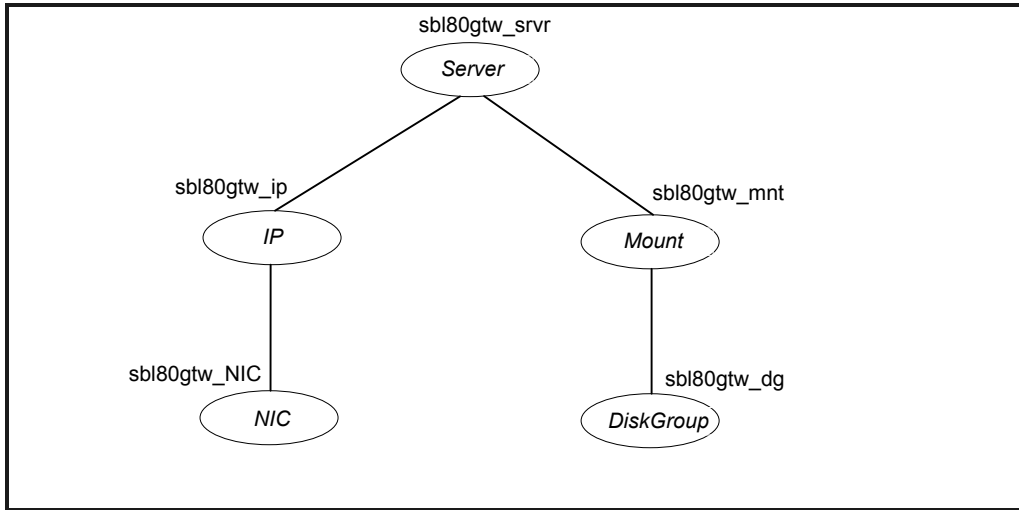 sbl80gtw_srvr
Server
sbl80gtw_ip
sbl80gtw_mnt
IP
Mount
sbl80gtw_NIC
sbl80gtw_dg
NIC
DiskGroup